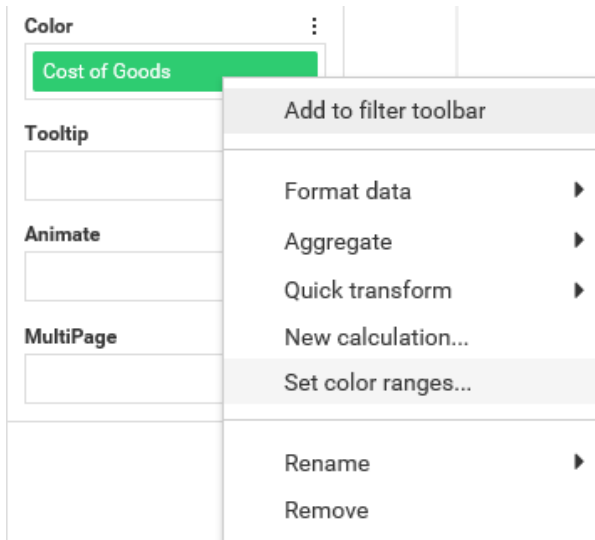 Color
Cost of Goods
Tooltip
Animate
MultiPage
Add to filter toolbar
Format data
Aggregate
Quick transform
New calculation...
Set color ranges...
Rename
Remove